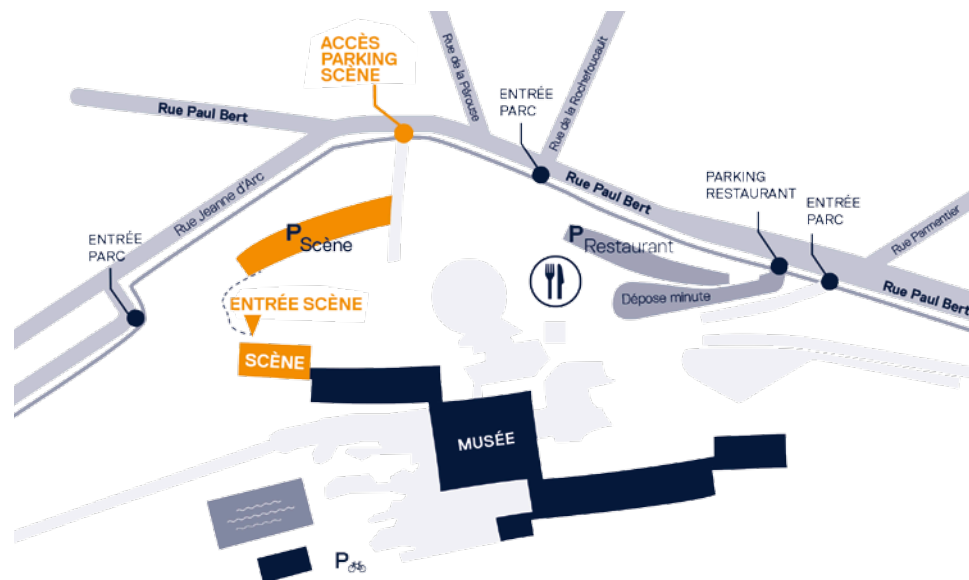 ACCÈS
PARKING
SCÈNE
Rue de la Pérouse
ENTRÉE
PARC
Rue de la Rochefoucault
Rue Paul Bert
Rue Jeanne d'Arc
Rue Paul Bert
PARKING
RESTAURANT
ENTRÉE
PARC
Rue Parmentier
ENTRÉE
PARC
P Scène
P Restaurant
Dépose minute
Rue Paul Bert
ENTRÉE SCÈNE
SCÈNE
MUSÉE
P